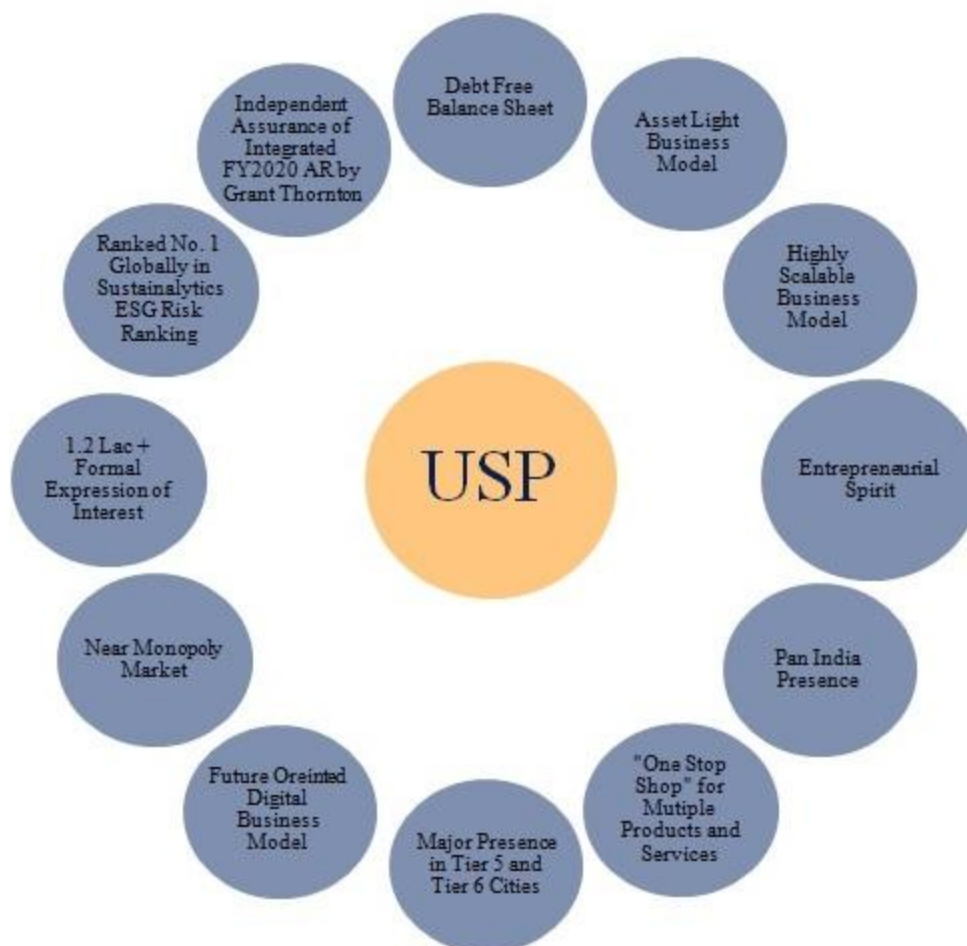 Debt Free
Balance Sheet
Asset Light
Business
Model
Highly
Scalable
Business
Model
Entrepreneurial
Spirit
Pan India
Presence
"One Stop
Shop" for
Mutiple
Products and
Services
Major Presence
in Tier 5 and
Tier 6 Cities
Future Oreinted
Digital
Business
Model
Near Monopoly
Market
1.2 Lac +
Formal
Expression of
Interest
Ranked No. 1
Globally in
Sustainalytics
ESG Risk
Ranking
Independent
Assurance of
Integrated
FY2020 AR by
Grant Thornton
USP